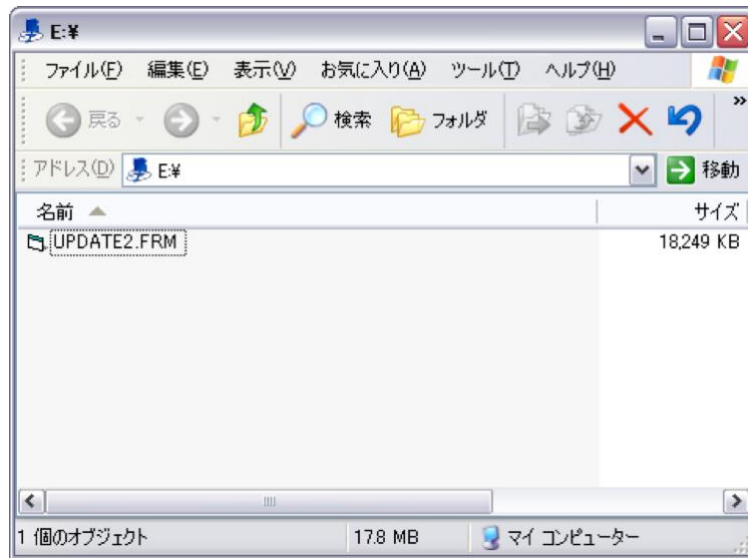 E:¥
ファイル(F) 編集(E) 表示(V) お気に入り(A) ツール(T) ヘルプ(H)
戻る 検索 フォルダ »
アドレス(D) E:¥ 移動
名前 サイズ
UPDATE2.FRM 18,249 KB
1 個のオブジェクト 17.8 MB マイ コンピューター